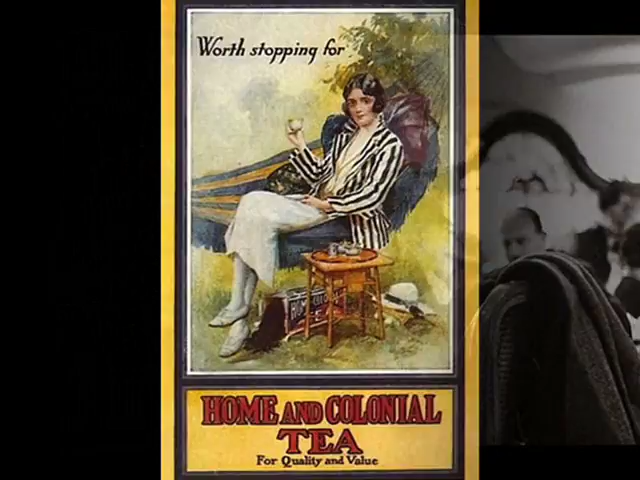 Worth stopping for
HOME AND COLONIAL
TEA
For Quality and Value